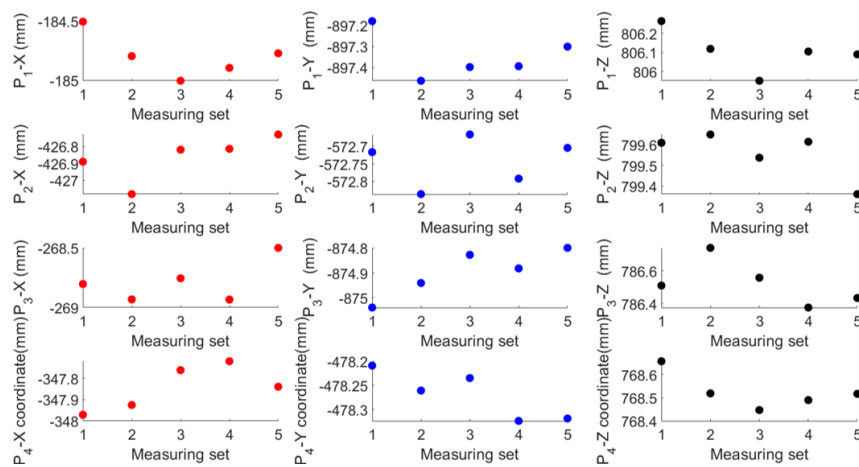 P1-X (mm)
-184.5
-185
1 2 3 4 5
Measuring set
P1-Y (mm)
-897.2
-897.3
-897.4
1 2 3 4 5
Measuring set
P1-Z (mm)
806.2
806.1
806
1 2 3 4 5
Measuring set
P2-X (mm)
-426.8
-426.9
-427
1 2 3 4 5
Measuring set
P2-Y (mm)
-572.7
-572.75
-572.8
1 2 3 4 5
Measuring set
P2-Z (mm)
799.6
799.5
799.4
1 2 3 4 5
Measuring set
P3-X (mm)
-268.5
-269
1 2 3 4 5
Measuring set
P3-Y (mm)
-874.8
-874.9
-875
1 2 3 4 5
Measuring set
P3-Z (mm)
786.6
786.4
1 2 3 4 5
Measuring set
P4-X coordinate(mm)
-347.8
-347.9
-348
1 2 3 4 5
Measuring set
P4-Y coordinate(mm)
-478.2
-478.25
-478.3
1 2 3 4 5
Measuring set
P4-Z coordinate(mm)
768.6
768.5
768.4
1 2 3 4 5
Measuring set